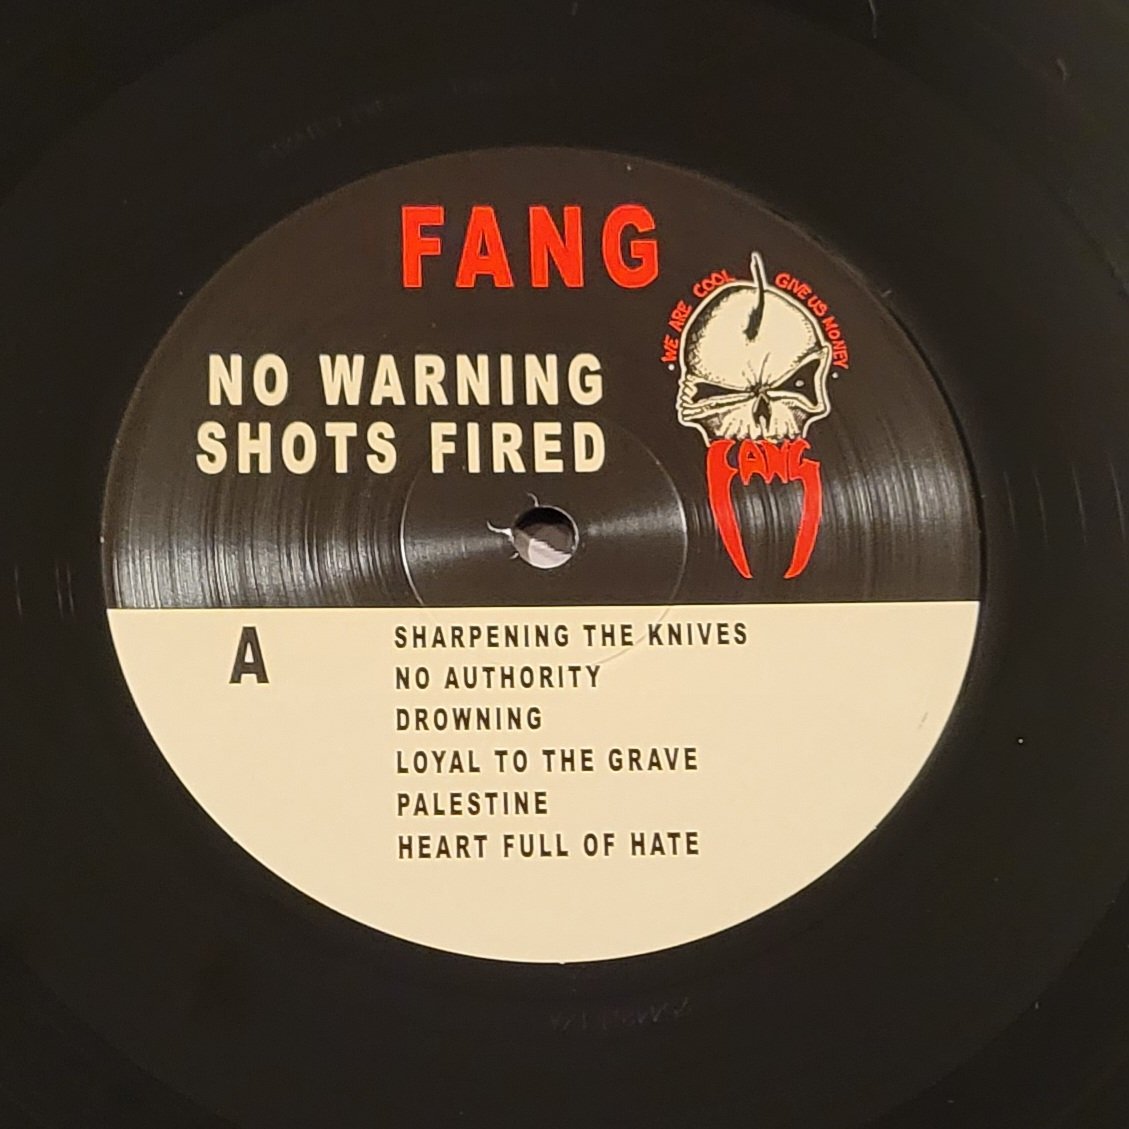 FANG
WE ARE COOL GIVE US MONEY
NO WARNING
SHOTS FIRED
FANG
A
SHARPENING THE KNIVES
NO AUTHORITY
DROWNING
LOYAL TO THE GRAVE
PALESTINE
HEART FULL OF HATE